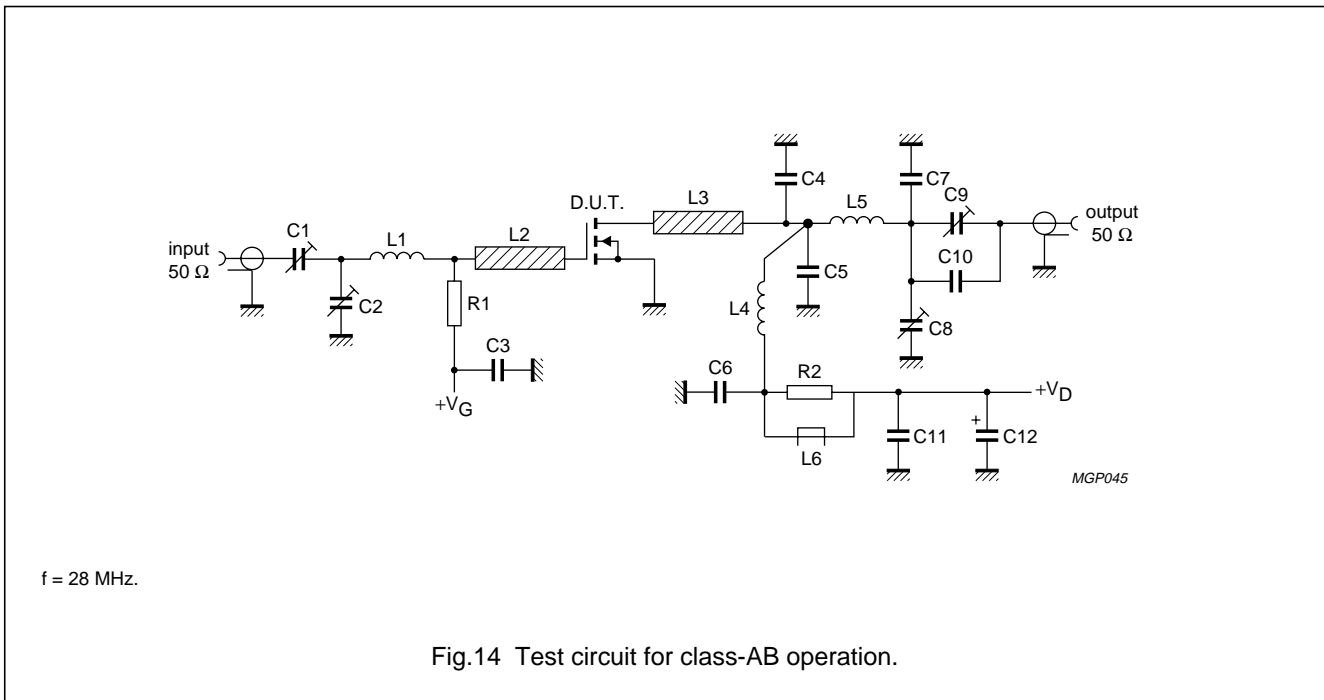 C4
C7
D.U.T.
L3
L5
C9
output
50 Ω
C1
L1
L2
input
50 Ω
C10
C5
C2
R1
L4
C8
C3
C6
R2
+VD
+VG
+
C11
C12
L6
MGP045
f = 28 MHz.
Fig.14 Test circuit for class-AB operation.